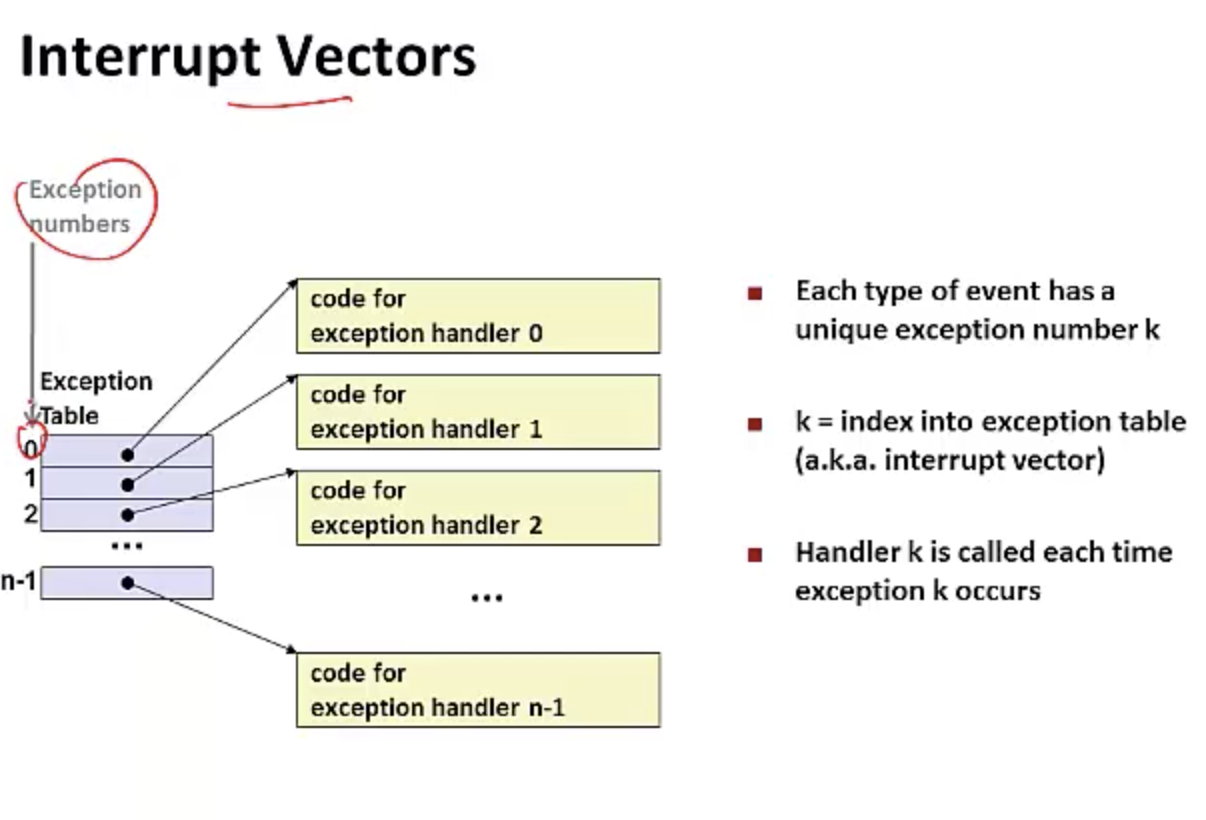 Interrupt Vectors
Exception
numbers
Exception
Table
0
1
2
...
n-1
code for
exception handler 0
code for
exception handler 1
code for
exception handler 2
...
code for
exception handler n-1
Each type of event has a
unique exception number k
k = index into exception table
(a.k.a. interrupt vector)
Handler k is called each time
exception k occurs